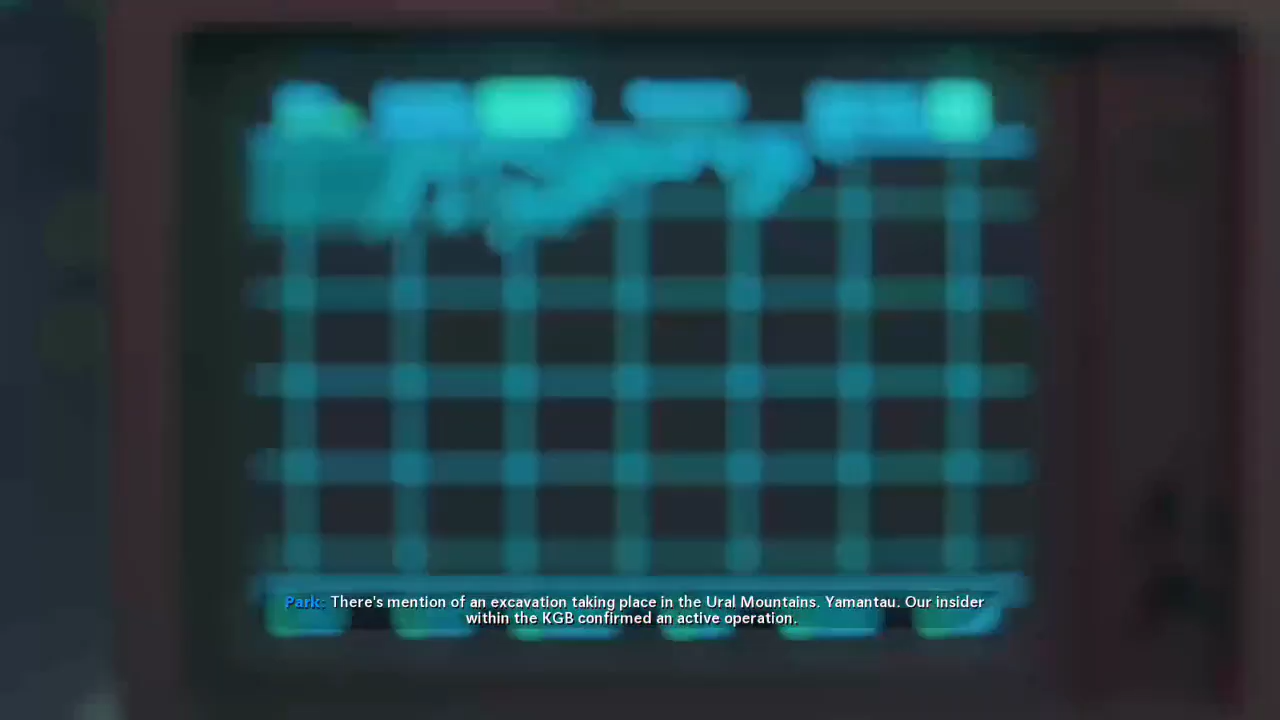 Park: There's mention of an excavation taking place in the Ural Mountains. Yamantau. Our insider
within the KGB confirmed an active operation.